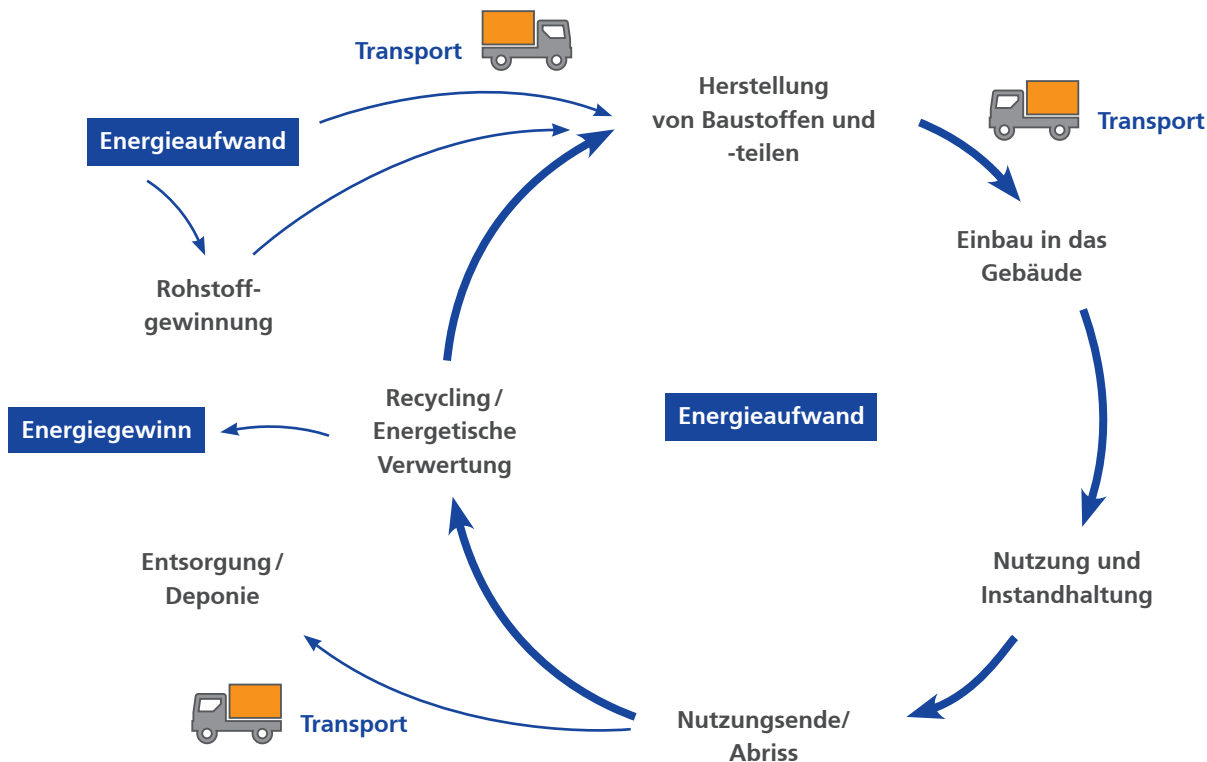 Transport
Herstellung
von Baustoffen und
-teilen
Transport
Energieaufwand
Einbau in das
Gebäude
Rohstoff-
gewinnung
Recycling / 
Energetische
Verwertung
Energieaufwand
Energiegewinn
Entsorgung /
Deponie
Nutzung und
Instandhaltung
Transport
Nutzungsende/
Abriss